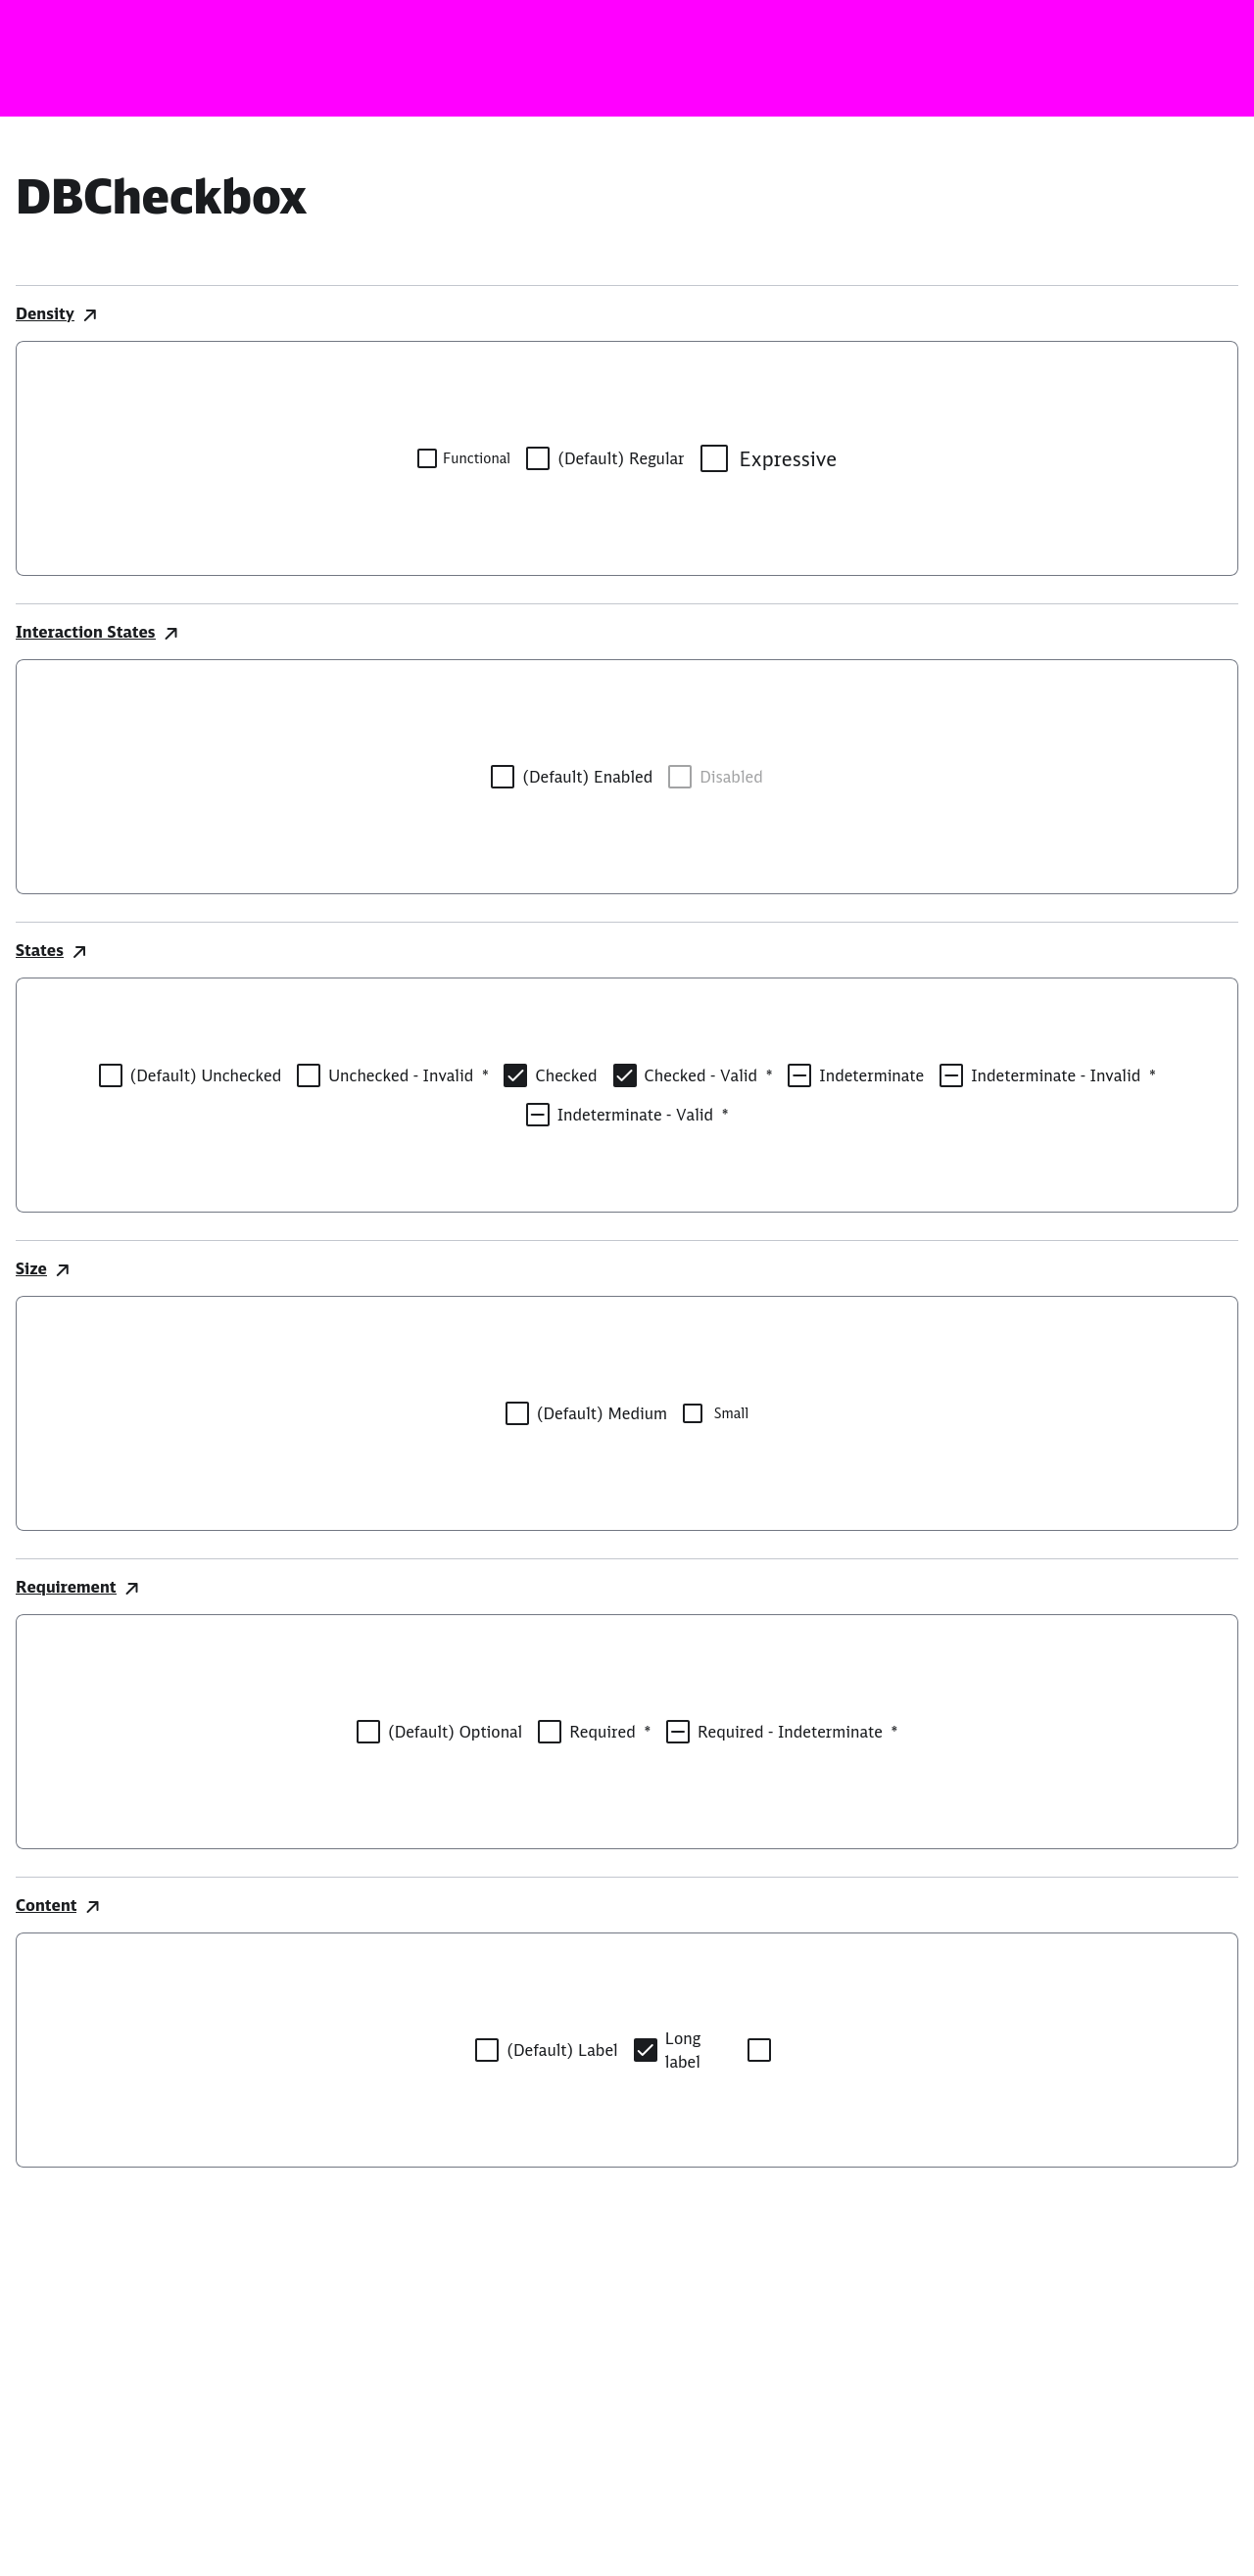 DBCheckbox
Density
Functional (Default) Regular Expressive
Interaction States
(Default) Enabled Disabled
States
(Default) Unchecked Unchecked - Invalid * Checked Checked - Valid * Indeterminate Indeterminate - Invalid *
Indeterminate - Valid *
Size
(Default) Medium Small
Requirement
(Default) Optional Required * Required - Indeterminate *
Content
(Default) Label Long
label